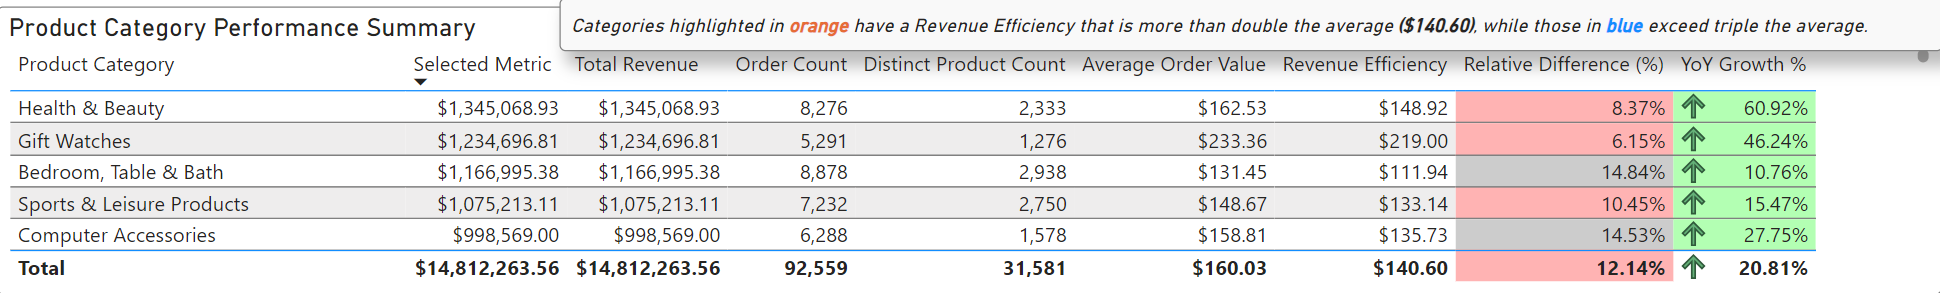 Product Category Performance Summary
Categories highlighted in orange have a Revenue Efficiency that is more than double the average ($140.60), while those in blue exceed triple the average.
Product Category Selected Metric Total Revenue Order Count Distinct Product Count Average Order Value Revenue Efficiency Relative Difference (%) YoY Growth %
Health & Beauty $1,345,068.93 $1,345,068.93 8,276 2,333 $162.53 $148.92 8.37% 60.92%
Gift Watches $1,234,696.81 $1,234,696.81 5,291 1,276 $233.36 $219.00 6.15% 46.24%
Bedroom, Table & Bath $1,166,995.38 $1,166,995.38 8,878 2,938 $131.45 $111.94 14.84% 10.76%
Sports & Leisure Products $1,075,213.11 $1,075,213.11 7,232 2,750 $148.67 $133.14 10.45% 15.47%
Computer Accessories $998,569.00 $998,569.00 6,288 1,578 $158.81 $135.73 14.53% 27.75%
Total $14,812,263.56 $14,812,263.56 92,559 31,581 $160.03 $140.60 12.14% 20.81%